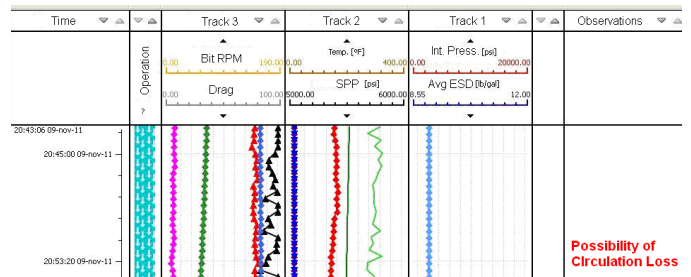 Time
Track 3
Track 2
Track 1
Observations
Operation
?
Bit RPM
0.00 190.00
Drag
0.00 100.00
Temp. [ºF]
0.00 400.00
SPP [psi]
5000.00 6000.00
Int. Press. [psi]
0.00 20000.00
Avg ESD [lb/gal]
8.55 12.00
20:43:06 09-nov-11
20:45:00 09-nov-11
20:53:20 09-nov-11
Possibility of
CIrculation Loss